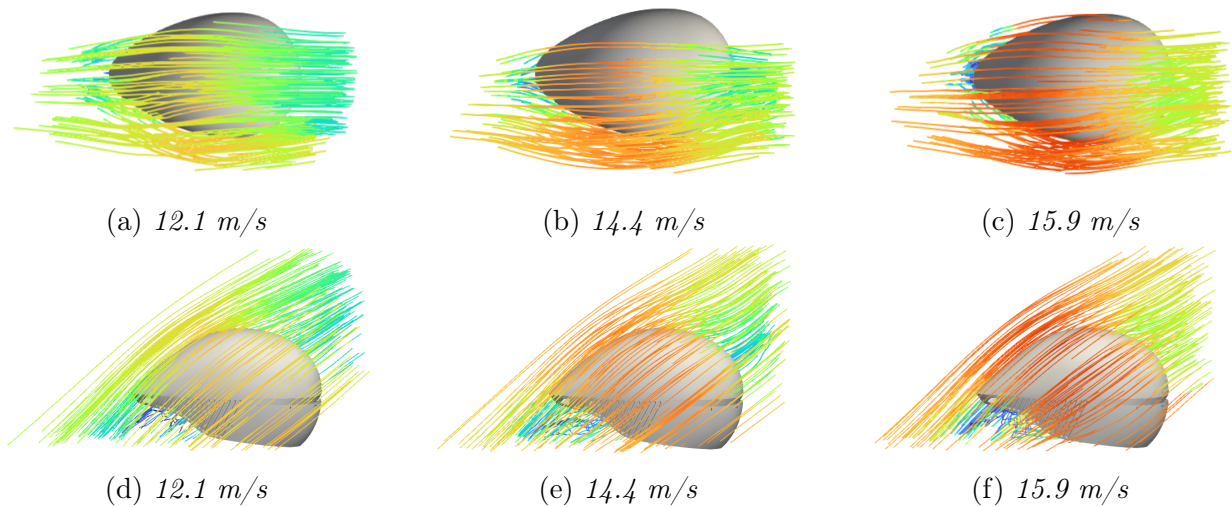 (a) 12.1 m/s
(b) 14.4 m/s
(c) 15.9 m/s
(d) 12.1 m/s
(e) 14.4 m/s
(f) 15.9 m/s